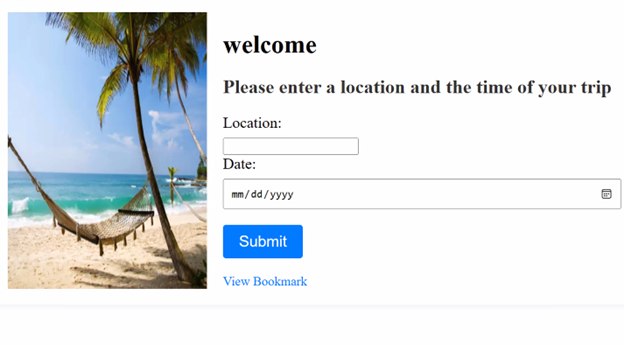 welcome
Please enter a location and the time of your trip
Location:
Date:
mm/dd/yyyy
Submit
View Bookmark